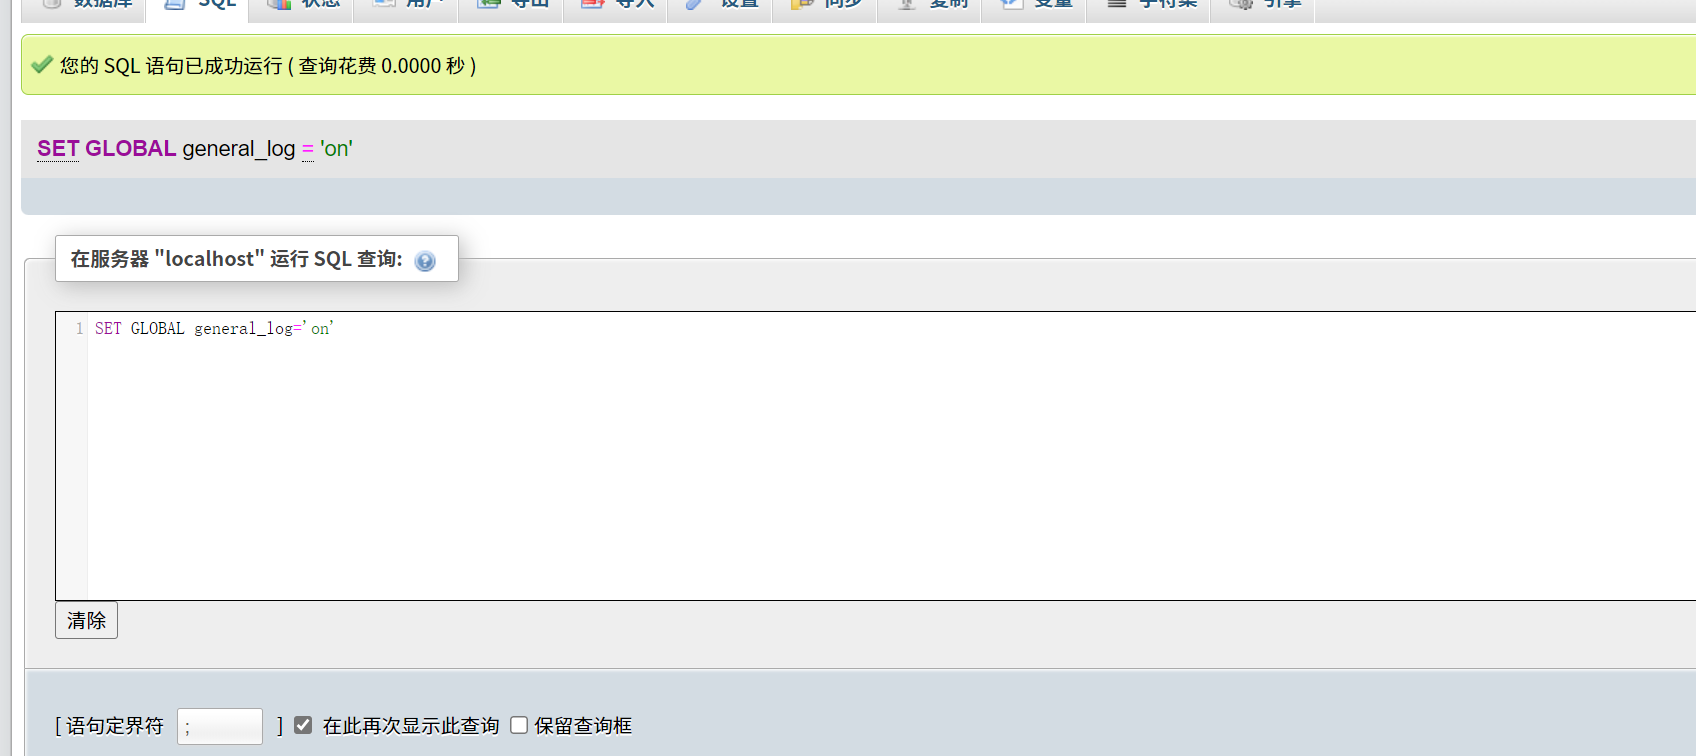 数据库 SQL 状态 用户 导出 导入 设置 同步 复制 变量 字符集 引擎
您的 SQL 语句已成功运行 ( 查询花费 0.0000 秒 )
SET GLOBAL general_log = 'on'
在服务器 "localhost" 运行 SQL 查询:
1 SET GLOBAL general_log='on'
清除
[ 语句定界符 ; ] 在此再次显示此查询 保留查询框